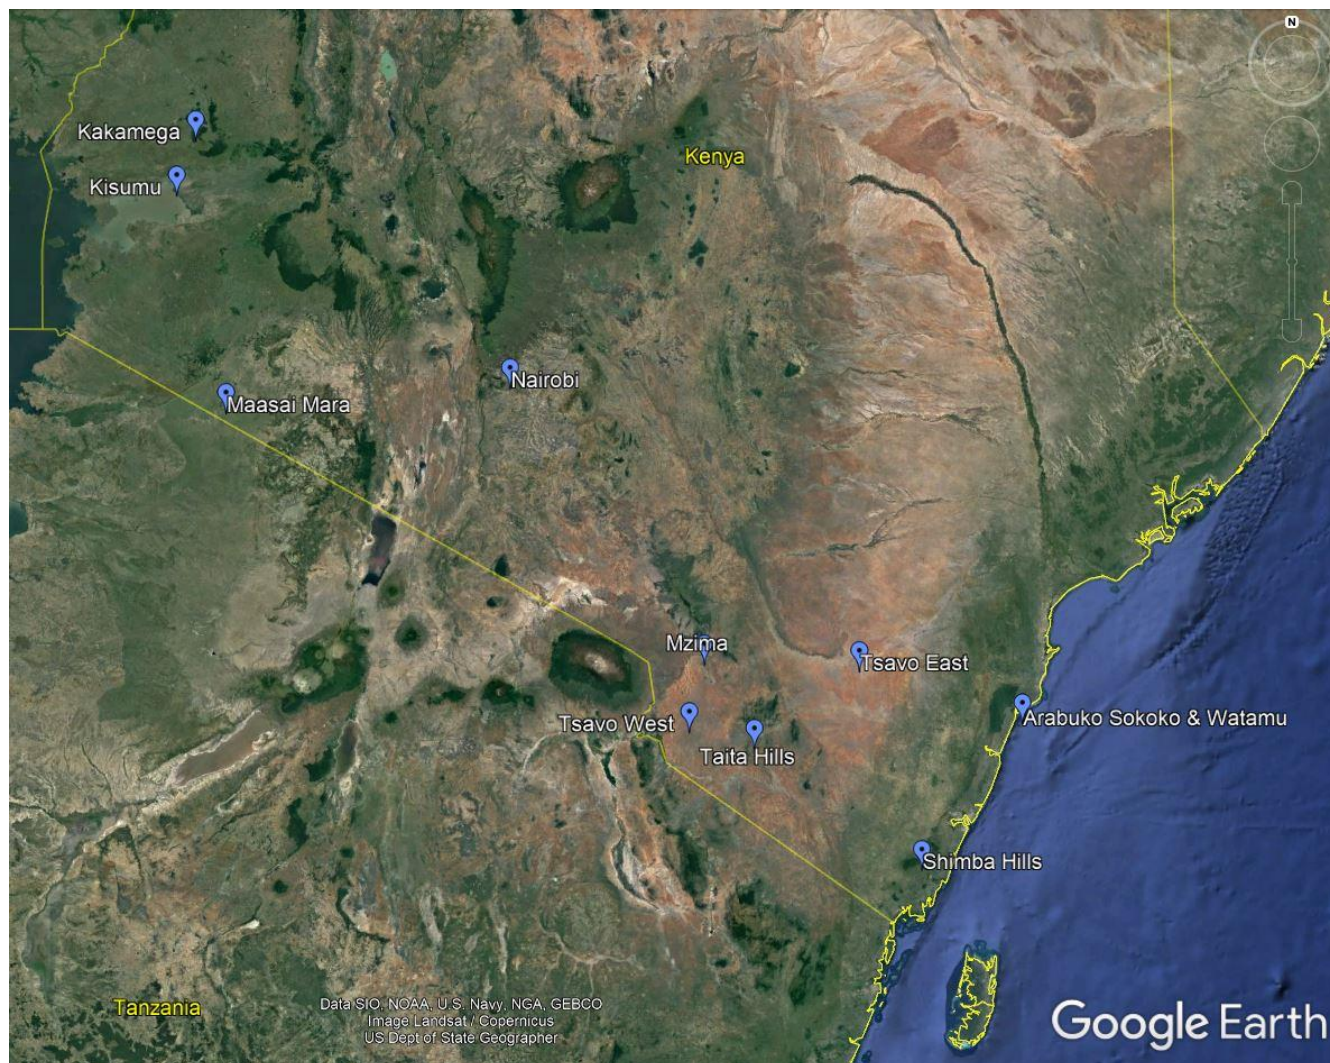 N
Kakamega
Kenya
Kisumu
Nairobi
Maasai Mara
Mzima
Tsavo East
Tsavo West
Arabuko Sokoko & Watamu
Taita Hills
Shimba Hills
Tanzania
Data SIO, NOAA, U.S. Navy, NGA, GEBCO
Image Landsat / Copernicus
US Dept of State Geographer
Google Earth